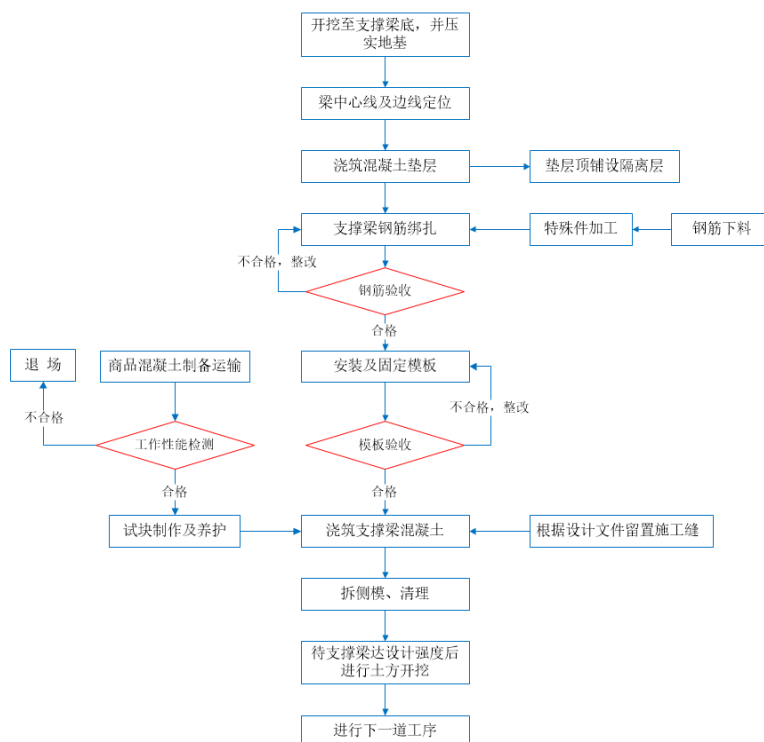 开挖至支撑梁底，并压
实地基
梁中心线及边线定位
浇筑混凝土垫层
垫层顶铺设隔离层
支撑梁钢筋绑扎
特殊件加工
钢筋下料
不合格，整改
钢筋验收
合格
退 场
商品混凝土制备运输
安装及固定模板
不合格，整改
不合格
工作性能检测
模板验收
合格
合格
试块制作及养护
浇筑支撑梁混凝土
根据设计文件留置施工缝
拆侧模、清理
待支撑梁达设计强度后
进行土方开挖
进行下一道工序